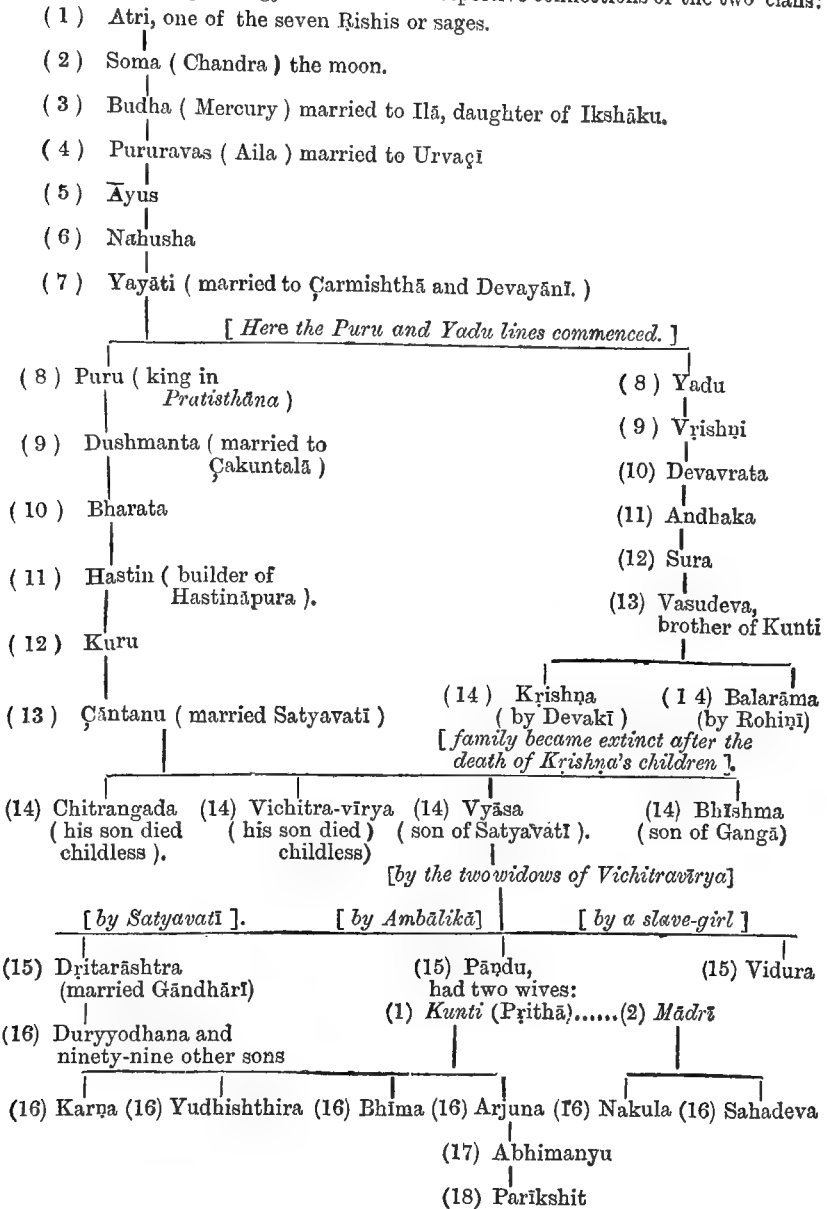 connections of the two clans:
(1) Atri, one of the seven Ṛishis or sages.
(2) Soma (Chandra) the moon.
(3) Budha (Mercury) married to Ilā, daughter of Ikshāku.
(4) Pururavas (Aila) married to Urvaçī
(5) Āyus
(6) Nahusha
(7) Yayāti (married to Çarmishthā and Devayānī.)
[Here the Puru and Yadu lines commenced.]
(8) Puru (king in
Pratisthāna)
(8) Yadu
(9) Vṛishṇi
(9) Dushmanta (married to
Çakuntalā)
(10) Devavrata
(10) Bharata
(11) Andhaka
(12) Sura
(11) Hastin (builder of
Hastināpura).
(13) Vasudeva,
brother of Kunti
(12) Kuru
(14) Kṛishṇa
(by Devakī)
(14) Balarāma
(by Rohiṇī)
(13) Çāntanu (married Satyavatī)
[family became extinct after the
death of Kṛishṇa's children].
(14) Chitrangada
(his son died
childless).
(14) Vichitra-vīrya
(his son died)
childless)
(14) Vyāsa
(son of Satyavatī).
(14) Bhīshma
(son of Gangā)
[by the two widows of Vichitravīrya]
[by Satyavatī]. [by Ambālikā] [by a slave-girl]
(15) Dṛitarāshtra
(married Gāndhārī)
(15) Pāṇdu,
had two wives:
(15) Vidura
(1) Kunti (Pṛithā)......(2) Mādrī
(16) Duryyodhana and
ninety-nine other sons
(16) Karṇa (16) Yudhishthira (16) Bhīma (16) Arjuna (16) Nakula (16) Sahadeva
(17) Abhimanyu
(18) Parīkshit